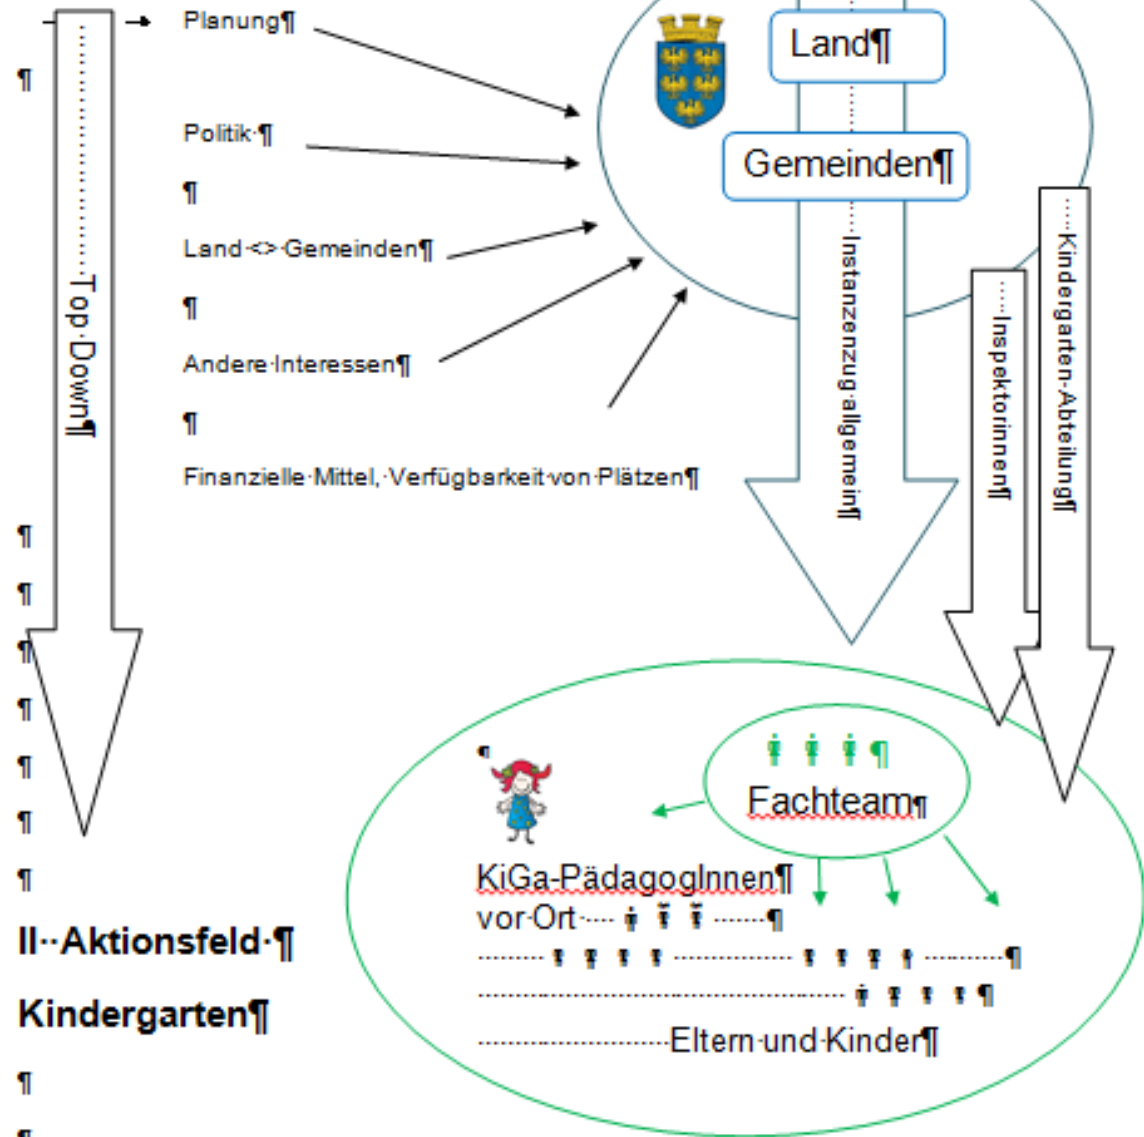 Planung¶
Land¶
¶
Politik·¶
Gemeinden¶
¶
Land·<>·Gemeinden¶
¶
Andere·Interessen¶
¶
Finanzielle·Mittel,·Verfügbarkeit·von·Plätzen¶
Top·Down¶
Instanzenzug·allgemein¶
Inspektorinnen¶
Kindergarten-Abteilung¶
¶
¶
¶
¶
¶
¶
¶
¶
¶
Fachteam¶
KiGa-PädagogInnen¶
vor·Ort·····  ·······¶
¶
¶
Eltern·und·Kinder¶
II··Aktionsfeld·¶
Kindergarten¶
¶
¶